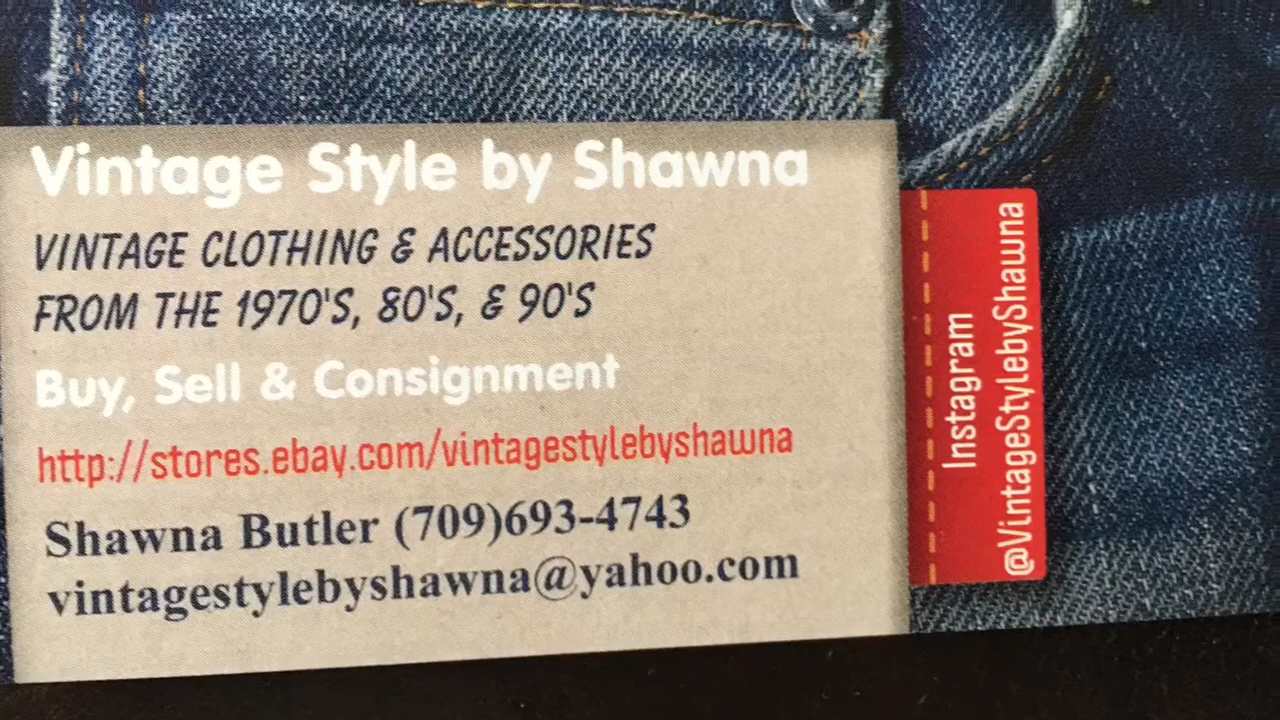 Vintage Style by Shawna
VINTAGE CLOTHING & ACCESSORIES
FROM THE 1970'S, 80'S, & 90'S
Buy, Sell & Consignment
http://stores.ebay.com/vintagestylebyshawna
Shawna Butler (709)693-4743
vintagestylebyshawna@yahoo.com
Instagram
@VintageStylebyShawna